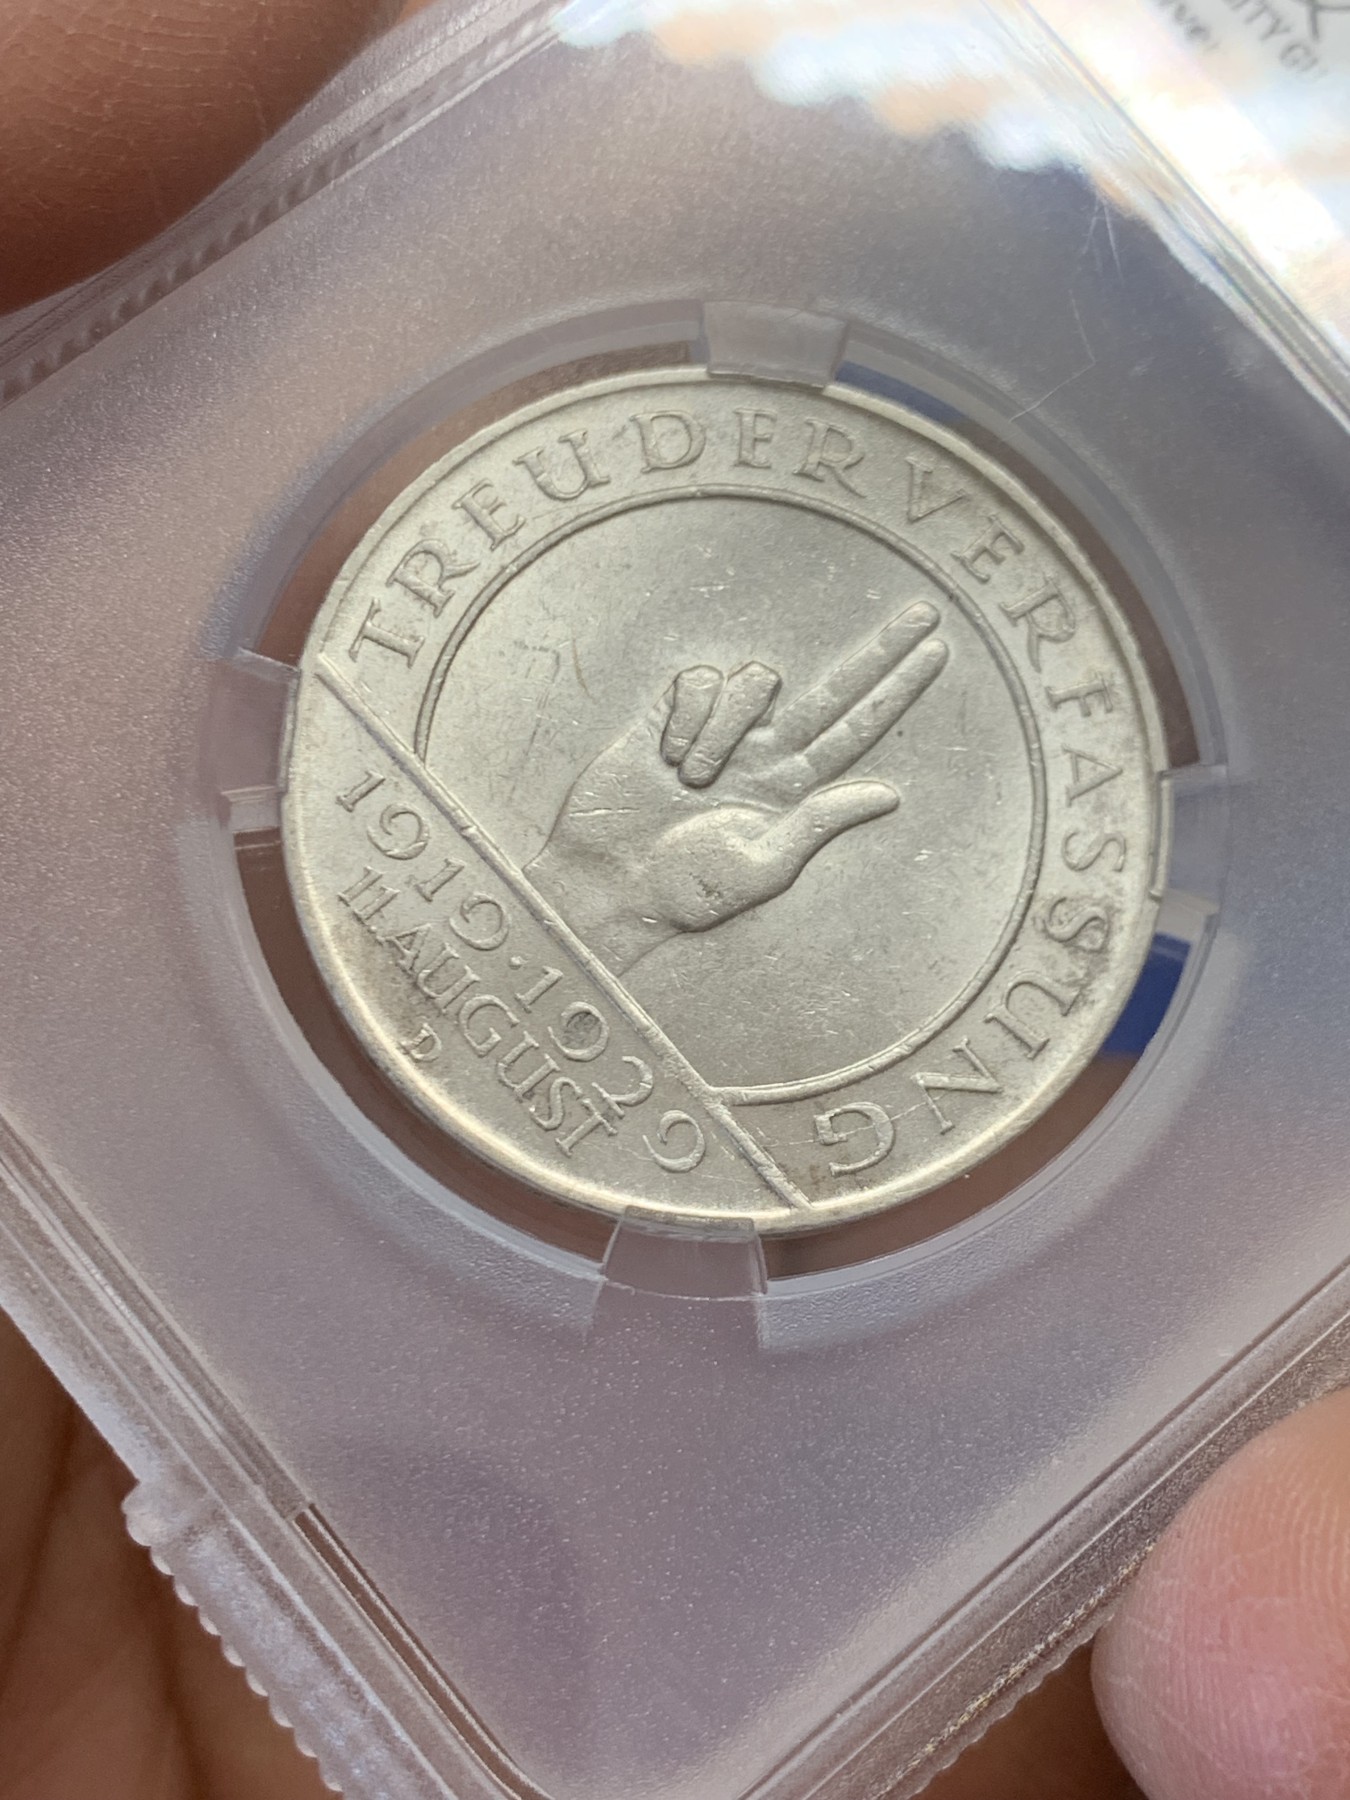 TREU DER VERFASSUNG
1919·1929
11. AUGUST
D